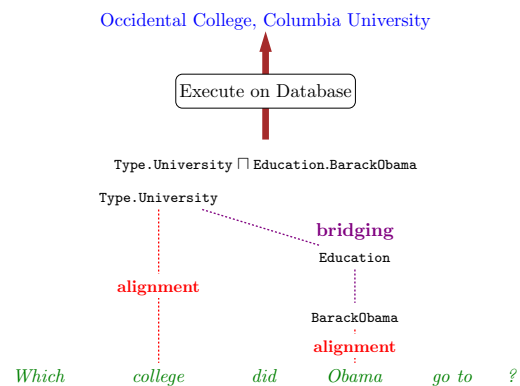 Occidental College, Columbia University
Execute on Database
Type.University ⊓ Education.BarackObama
Type.University
bridging
Education
alignment
BarackObama
alignment
Which college did Obama go to ?